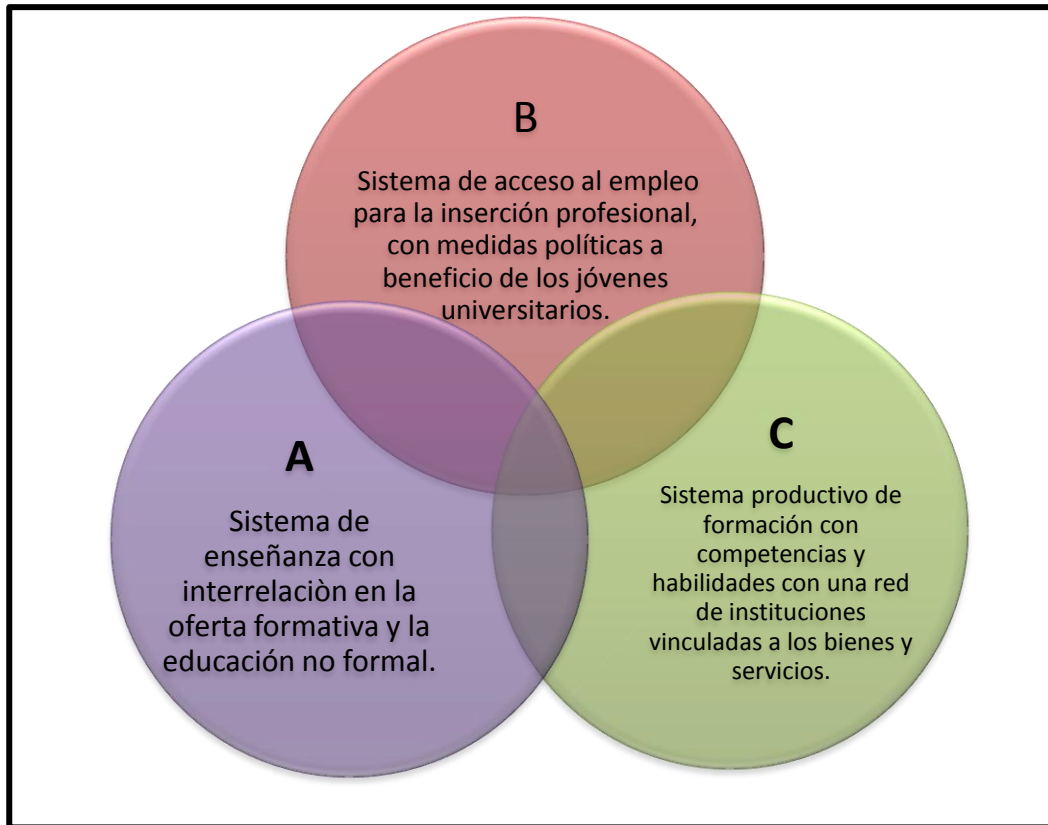 B
Sistema de acceso al empleo
para la inserción profesional,
con medidas políticas a
beneficio de los jóvenes
universitarios.
A
Sistema de
enseñanza con
interrelaciòn en la
oferta formativa y la
educación no formal.
C
Sistema productivo de
formación con
competencias y
habilidades con una red
de instituciones
vinculadas a los bienes y
servicios.